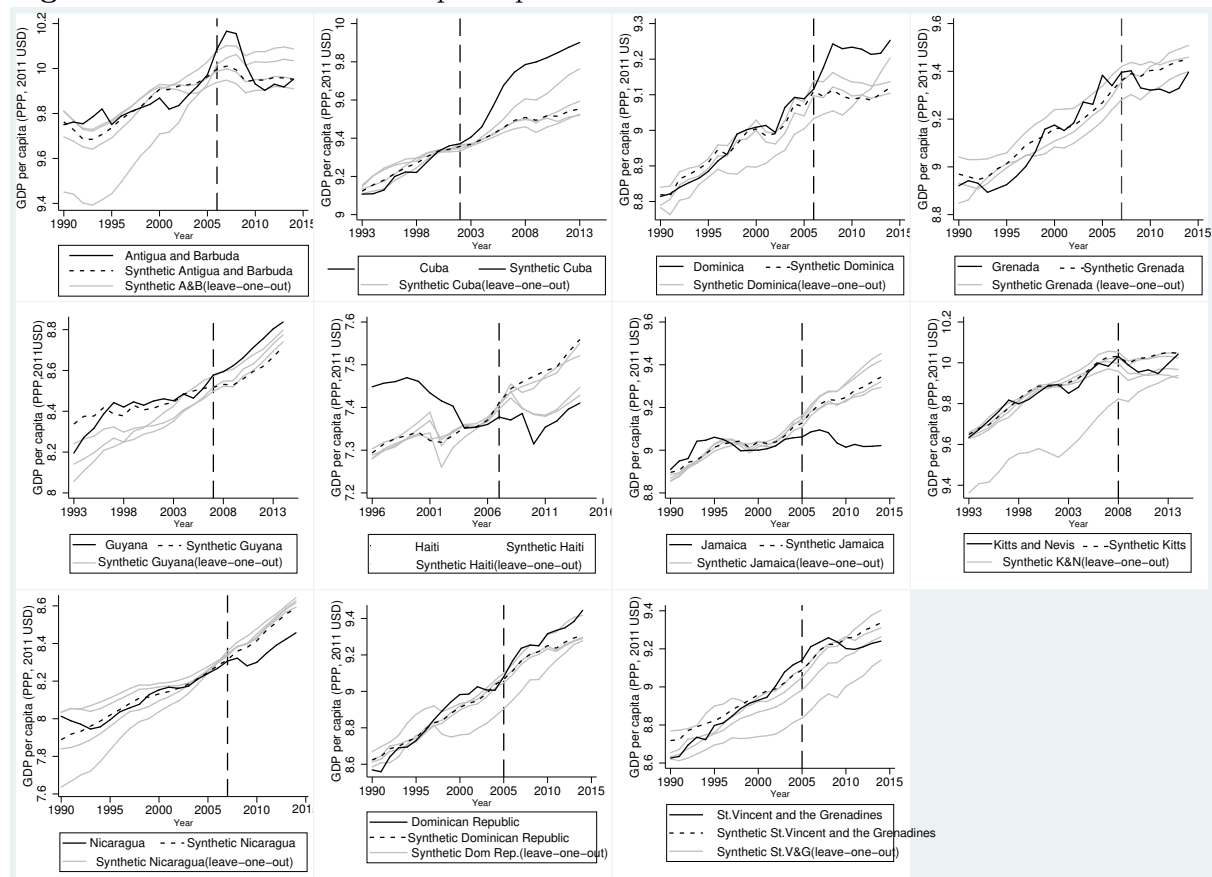 GDP per capita (PPP, 2011 USD)
10.2
10
9.8
9.6
9.4
1990 1995 2000 2005 2010 2015
Year
Antigua and Barbuda
Synthetic Antigua and Barbuda
Synthetic A&B(leave−one−out)
GDP per capita (PPP, 2011 USD)
10
9.8
9.6
9.4
9.2
9
1993 1998 2003 2008 2013
Year
Cuba Synthetic Cuba
Synthetic Cuba(leave−one−out)
GDP per capita (PPP, 2011 US)
9.3
9.2
9.1
9
8.9
8.8
1990 1995 2000 2005 2010 2015
Year
Dominica Synthetic Dominica
Synthetic Dominica(leave−one−out)
GDP per capita (PPP, 2011 USD)
9.6
9.4
9.2
9
8.8
1990 1995 2000 2005 2010 2015
Year
Grenada Synthetic Grenada
Synthetic Grenada (leave−one−out)
GDP per capita (PPP,2011USD)
8.8
8.6
8.4
8.2
8
1993 1998 2003 2008 2013
Year
Guyana Synthetic Guyana
Synthetic Guyana(leave−one−out)
GDP per capita (PPP,2011 USD)
7.6
7.5
7.4
7.3
7.2
1996 2001 2006 2011
Year
Haiti Synthetic Haiti
Synthetic Haiti(leave−one−out)
GDP per capita (PPP, 2011 USD)
9.6
9.4
9.2
9
8.8
1990 1995 2000 2005 2010 2015
Year
Jamaica Synthetic Jamaica
Synthetic Jamaica(leave−one−out)
GDP per capita (PPP, 2011 USD)
10.2
10
9.8
9.6
9.4
1993 1998 2003 2008 2013
Year
Kitts and Nevis Synthetic Kitts
Synthetic K&N(leave−one−out)
GDP per capita (PPP, 2011 USD)
8.6
8.4
8.2
8
7.8
7.6
1990 1995 2000 2005 2010
Year
Nicaragua Synthetic Nicaragua
Synthetic Nicaragua(leave−one−out)
GDP per capita (PPP, 2011 USD)
9.4
9.2
9
8.8
8.6
1990 1995 2000 2005 2010 2015
Year
Dominican Republic
Synthetic Dominican Republic
Synthetic Dom Rep.(leave−one−out)
GDP per capita (PPP, 2011 USD)
9.4
9.2
9
8.8
8.6
1990 1995 2000 2005 2010 2015
Year
St.Vincent and the Grenadines
Synthetic St.Vincent and the Grenadines
Synthetic St.V&G(leave−one−out)